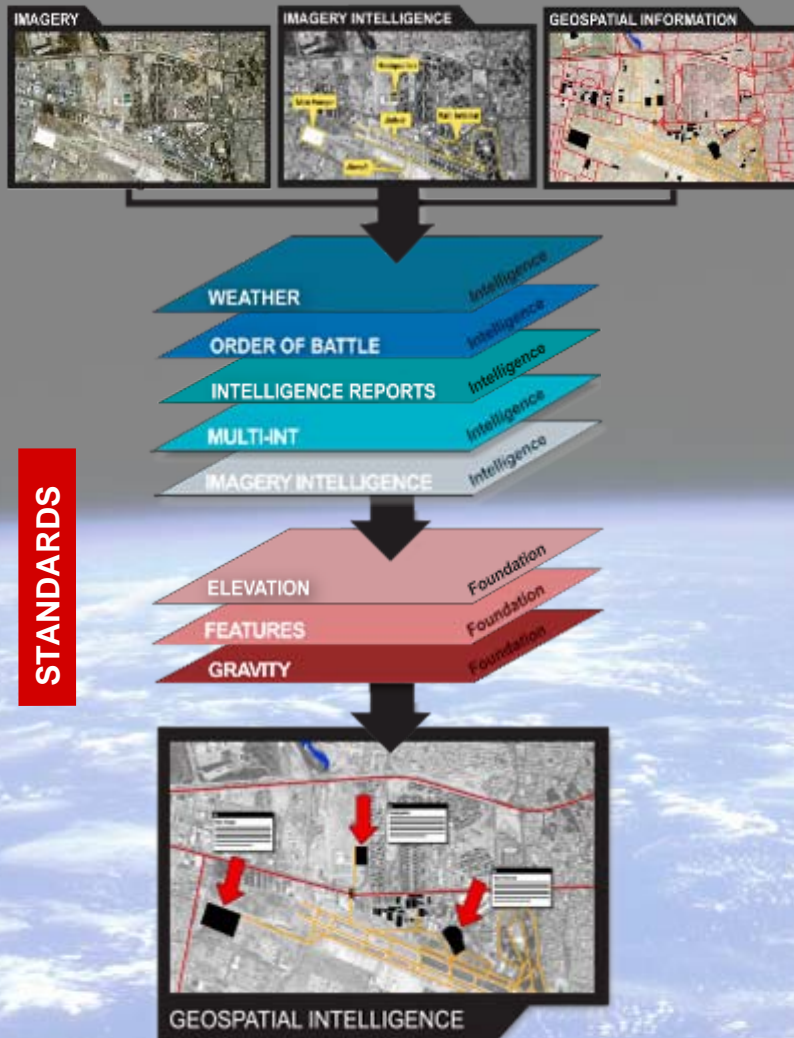 IMAGERY
IMAGERY INTELLIGENCE
GEOSPATIAL INFORMATION
WEATHER Intelligence
ORDER OF BATTLE Intelligence
INTELLIGENCE REPORTS Intelligence
MULTI-INT Intelligence
IMAGERY INTELLIGENCE Intelligence
STANDARDS
ELEVATION Foundation
FEATURES Foundation
GRAVITY Foundation
GEOSPATIAL INTELLIGENCE